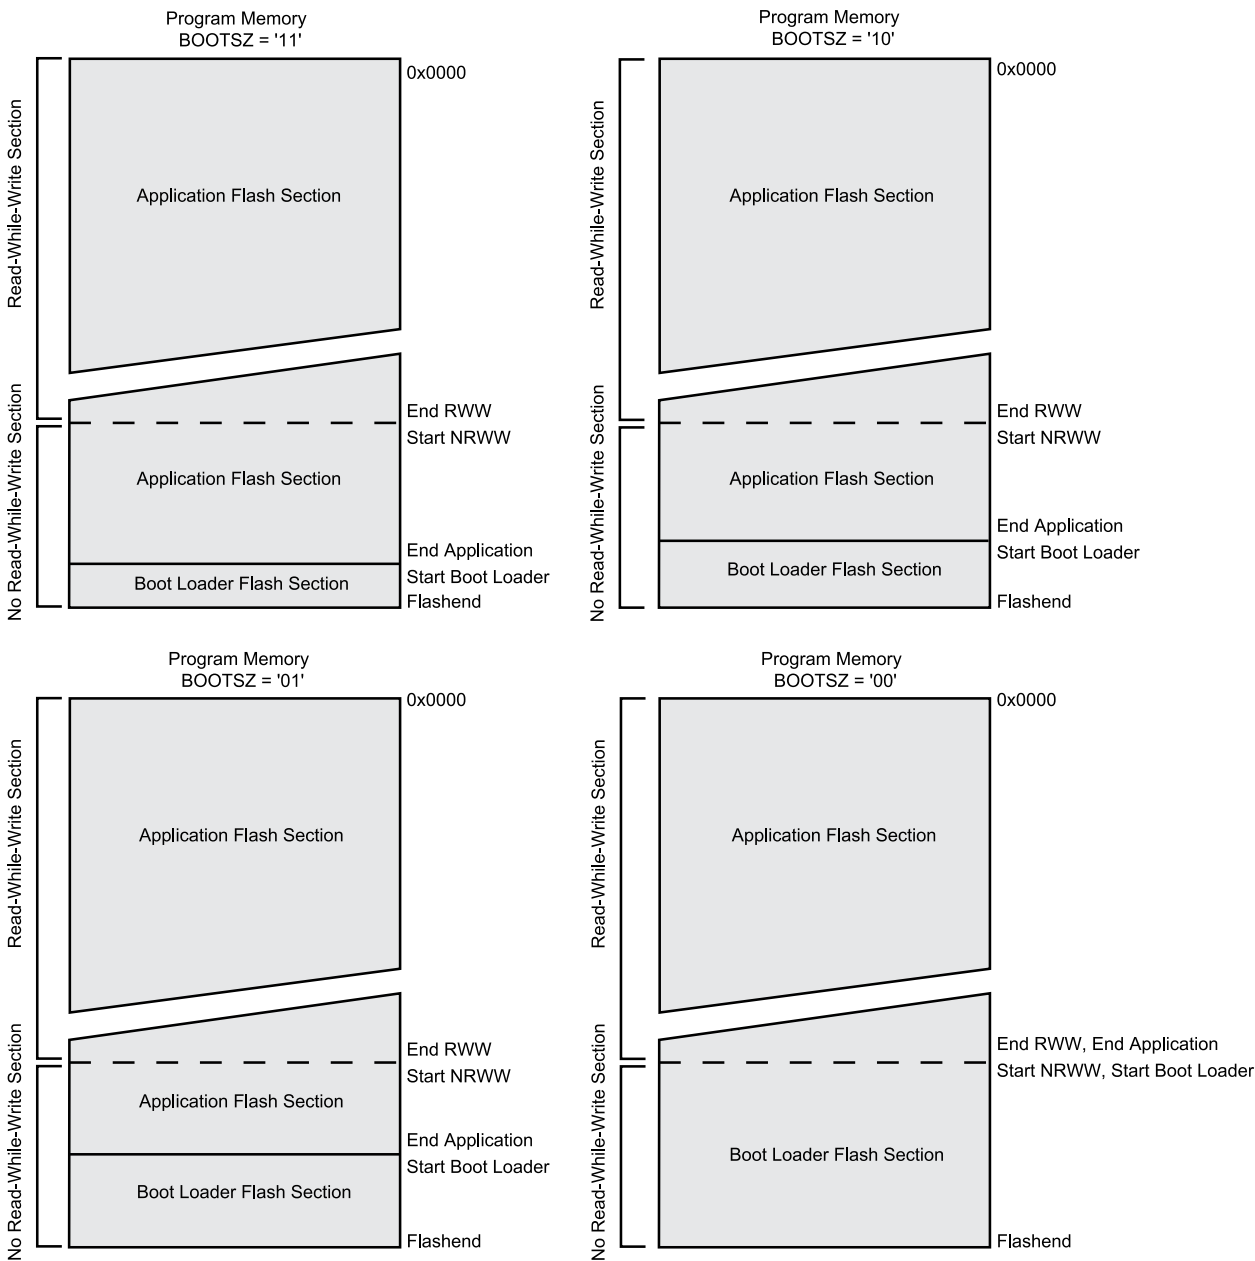 Program Memory
BOOTSZ = '11'
0x0000
Read-While-Write Section
Application Flash Section
No Read-While-Write Section
End RWW
Start NRWW
Application Flash Section
End Application
Start Boot Loader
Boot Loader Flash Section
Flashend
Program Memory
BOOTSZ = '10'
0x0000
Read-While-Write Section
Application Flash Section
No Read-While-Write Section
End RWW
Start NRWW
Application Flash Section
End Application
Start Boot Loader
Boot Loader Flash Section
Flashend
Program Memory
BOOTSZ = '01'
0x0000
Read-While-Write Section
Application Flash Section
No Read-While-Write Section
End RWW
Start NRWW
Application Flash Section
End Application
Start Boot Loader
Boot Loader Flash Section
Flashend
Program Memory
BOOTSZ = '00'
0x0000
Read-While-Write Section
Application Flash Section
No Read-While-Write Section
End RWW, End Application
Start NRWW, Start Boot Loader
Boot Loader Flash Section
Flashend